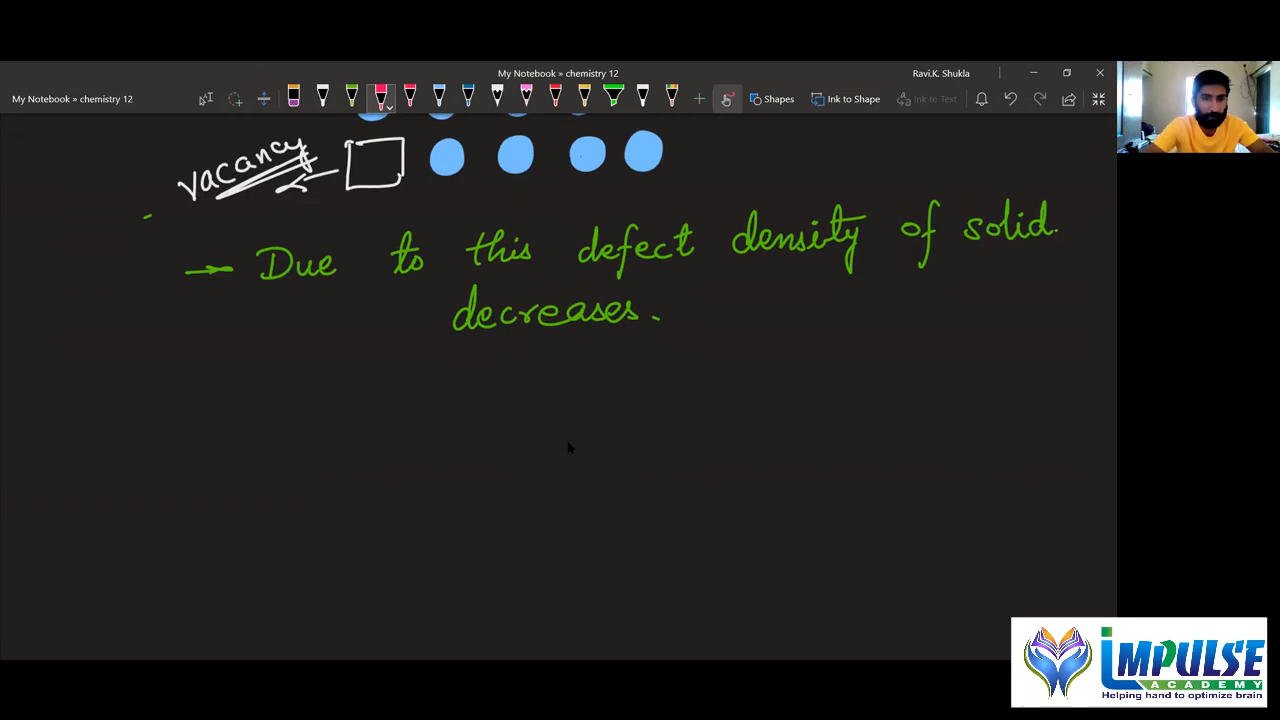 My Notebook » chemistry 12
Ravi.K. Shukla
My Notebook » chemistry 12
Shapes
Ink to Shape
Ink to Text
vacancy
→ Due to this defect density of solid.
decreases.
IMPULSE
ACADEMY
Helping hand to optimize brain